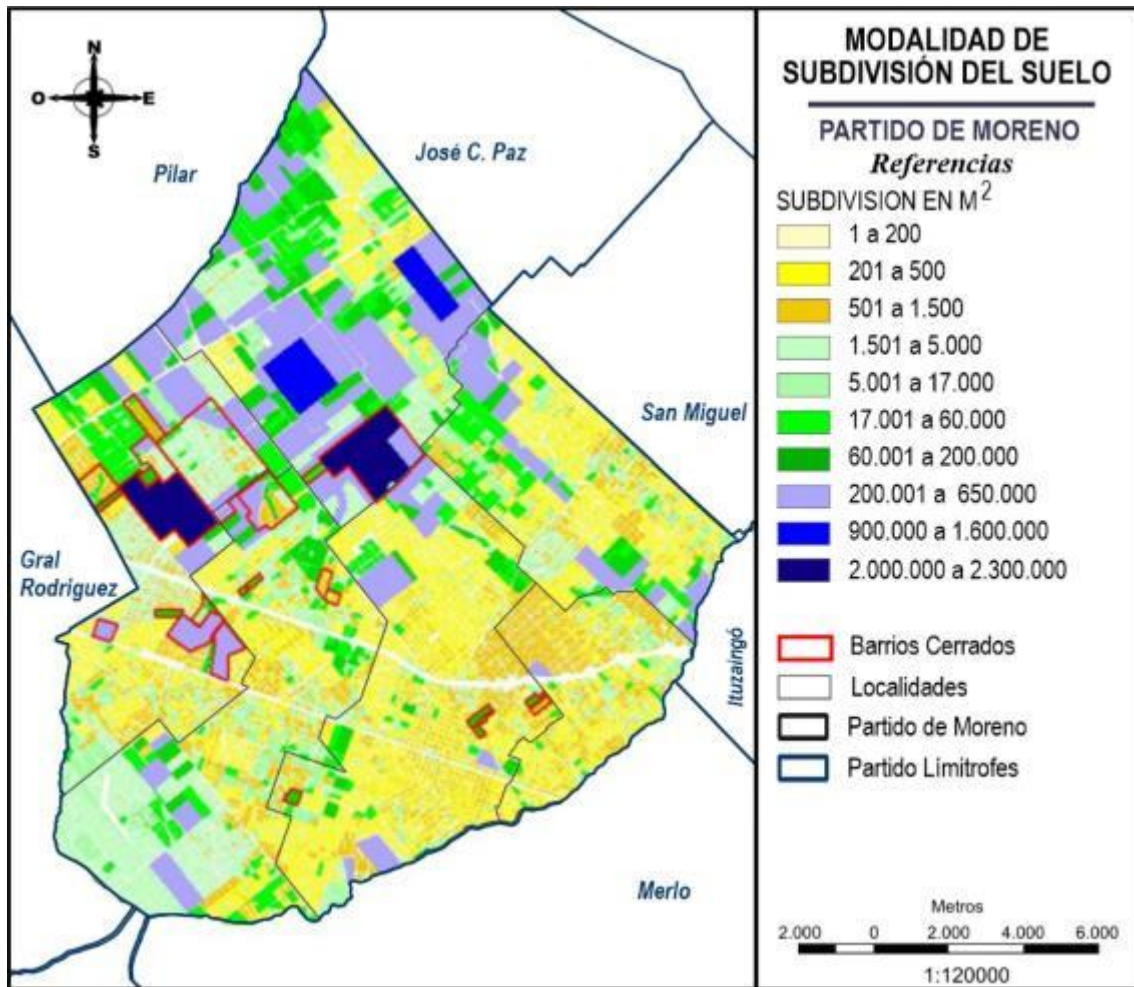 N
O
E
S
Pilar
José C. Paz
San Miguel
Gral
Rodríguez
Ituzaingó
Merlo
MODALIDAD DE
SUBDIVISIÓN DEL SUELO
PARTIDO DE MORENO
Referencias
SUBDIVISION EN M²
1 a 200
201 a 500
501 a 1.500
1.501 a 5.000
5.001 a 17.000
17.001 a 60.000
60.001 a 200.000
200.001 a 650.000
900.000 a 1.600.000
2.000.000 a 2.300.000
Barrios Cerrados
Localidades
Partido de Moreno
Partido Limitrofes
Metros
2.000 0 2.000 4.000 6.000
1:120000